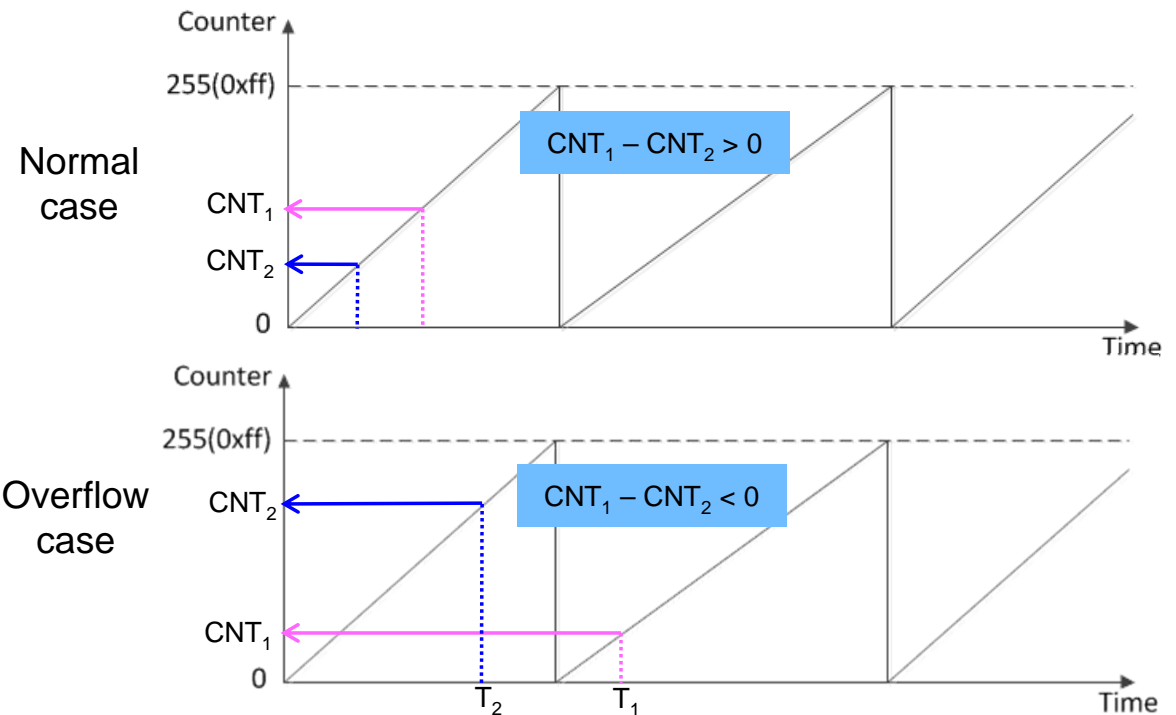 Counter
255(0xff)
CNT₁ – CNT₂ > 0
Normal
case
CNT₁
CNT₂
0
Time
Counter
255(0xff)
Overflow
case
CNT₁ – CNT₂ < 0
CNT₂
CNT₁
0
T₂
T₁
Time